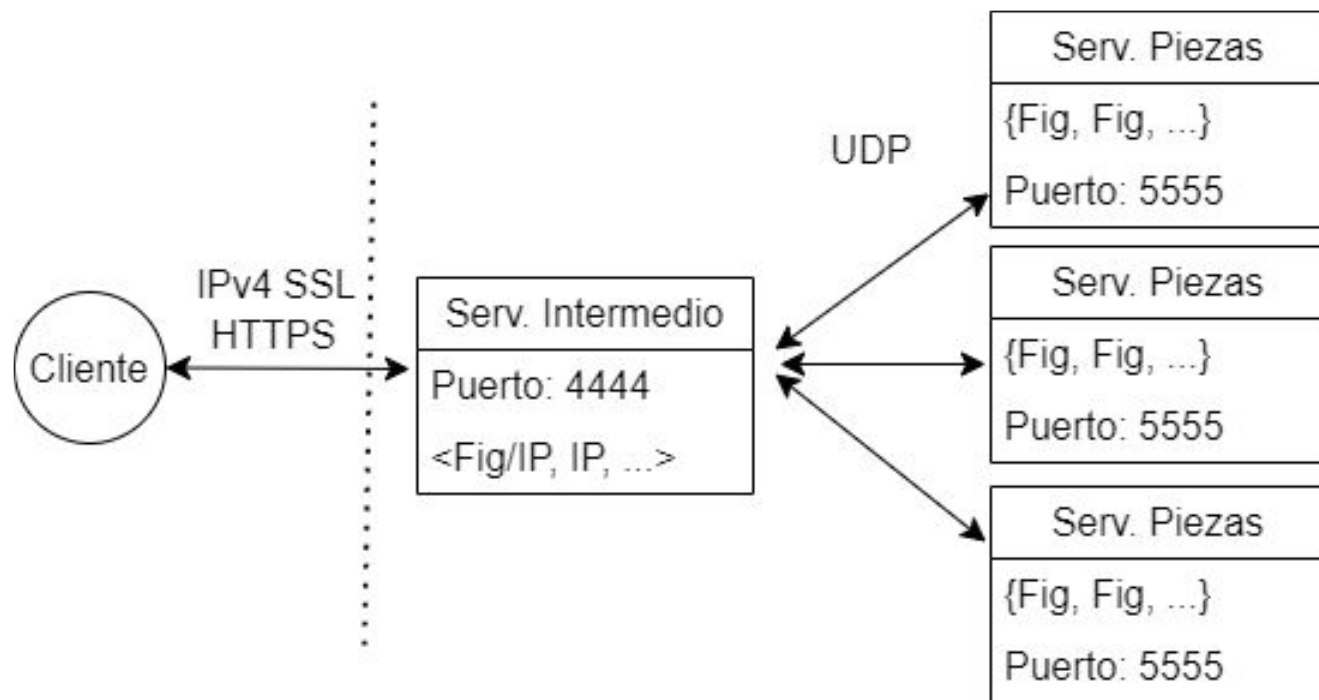 Cliente
IPv4 SSL
HTTPS
Serv. Intermedio
Puerto: 4444
<Fig/IP, IP, ...>
UDP
Serv. Piezas
{Fig, Fig, ...}
Puerto: 5555
Serv. Piezas
{Fig, Fig, ...}
Puerto: 5555
Serv. Piezas
{Fig, Fig, ...}
Puerto: 5555